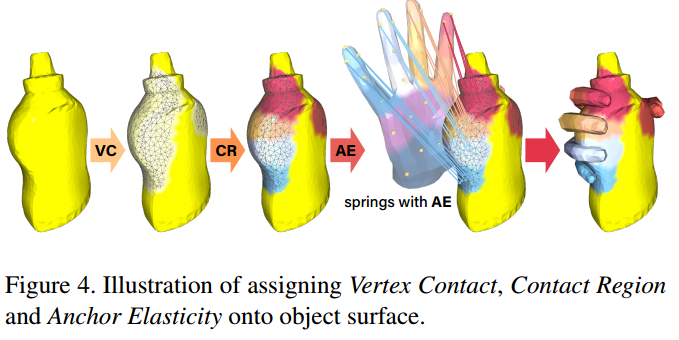 VC
CR
AE
springs with AE
Figure 4. Illustration of assigning Vertex Contact, Contact Region
and Anchor Elasticity onto object surface.